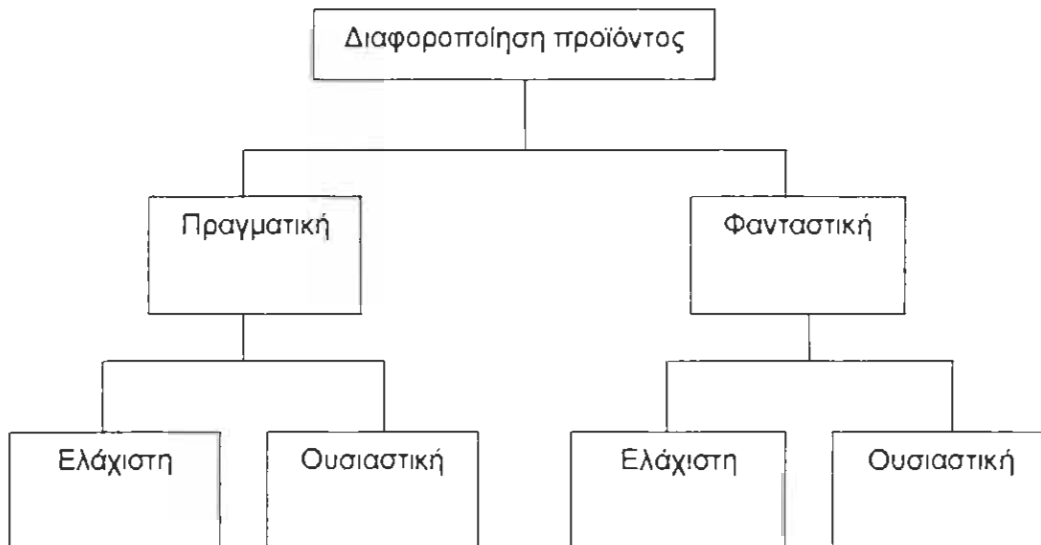 Διαφοροποίηση προϊόντος
Πραγματική
Φανταστική
Ελάχιστη
Ουσιαστική
Ελάχιστη
Ουσιαστική